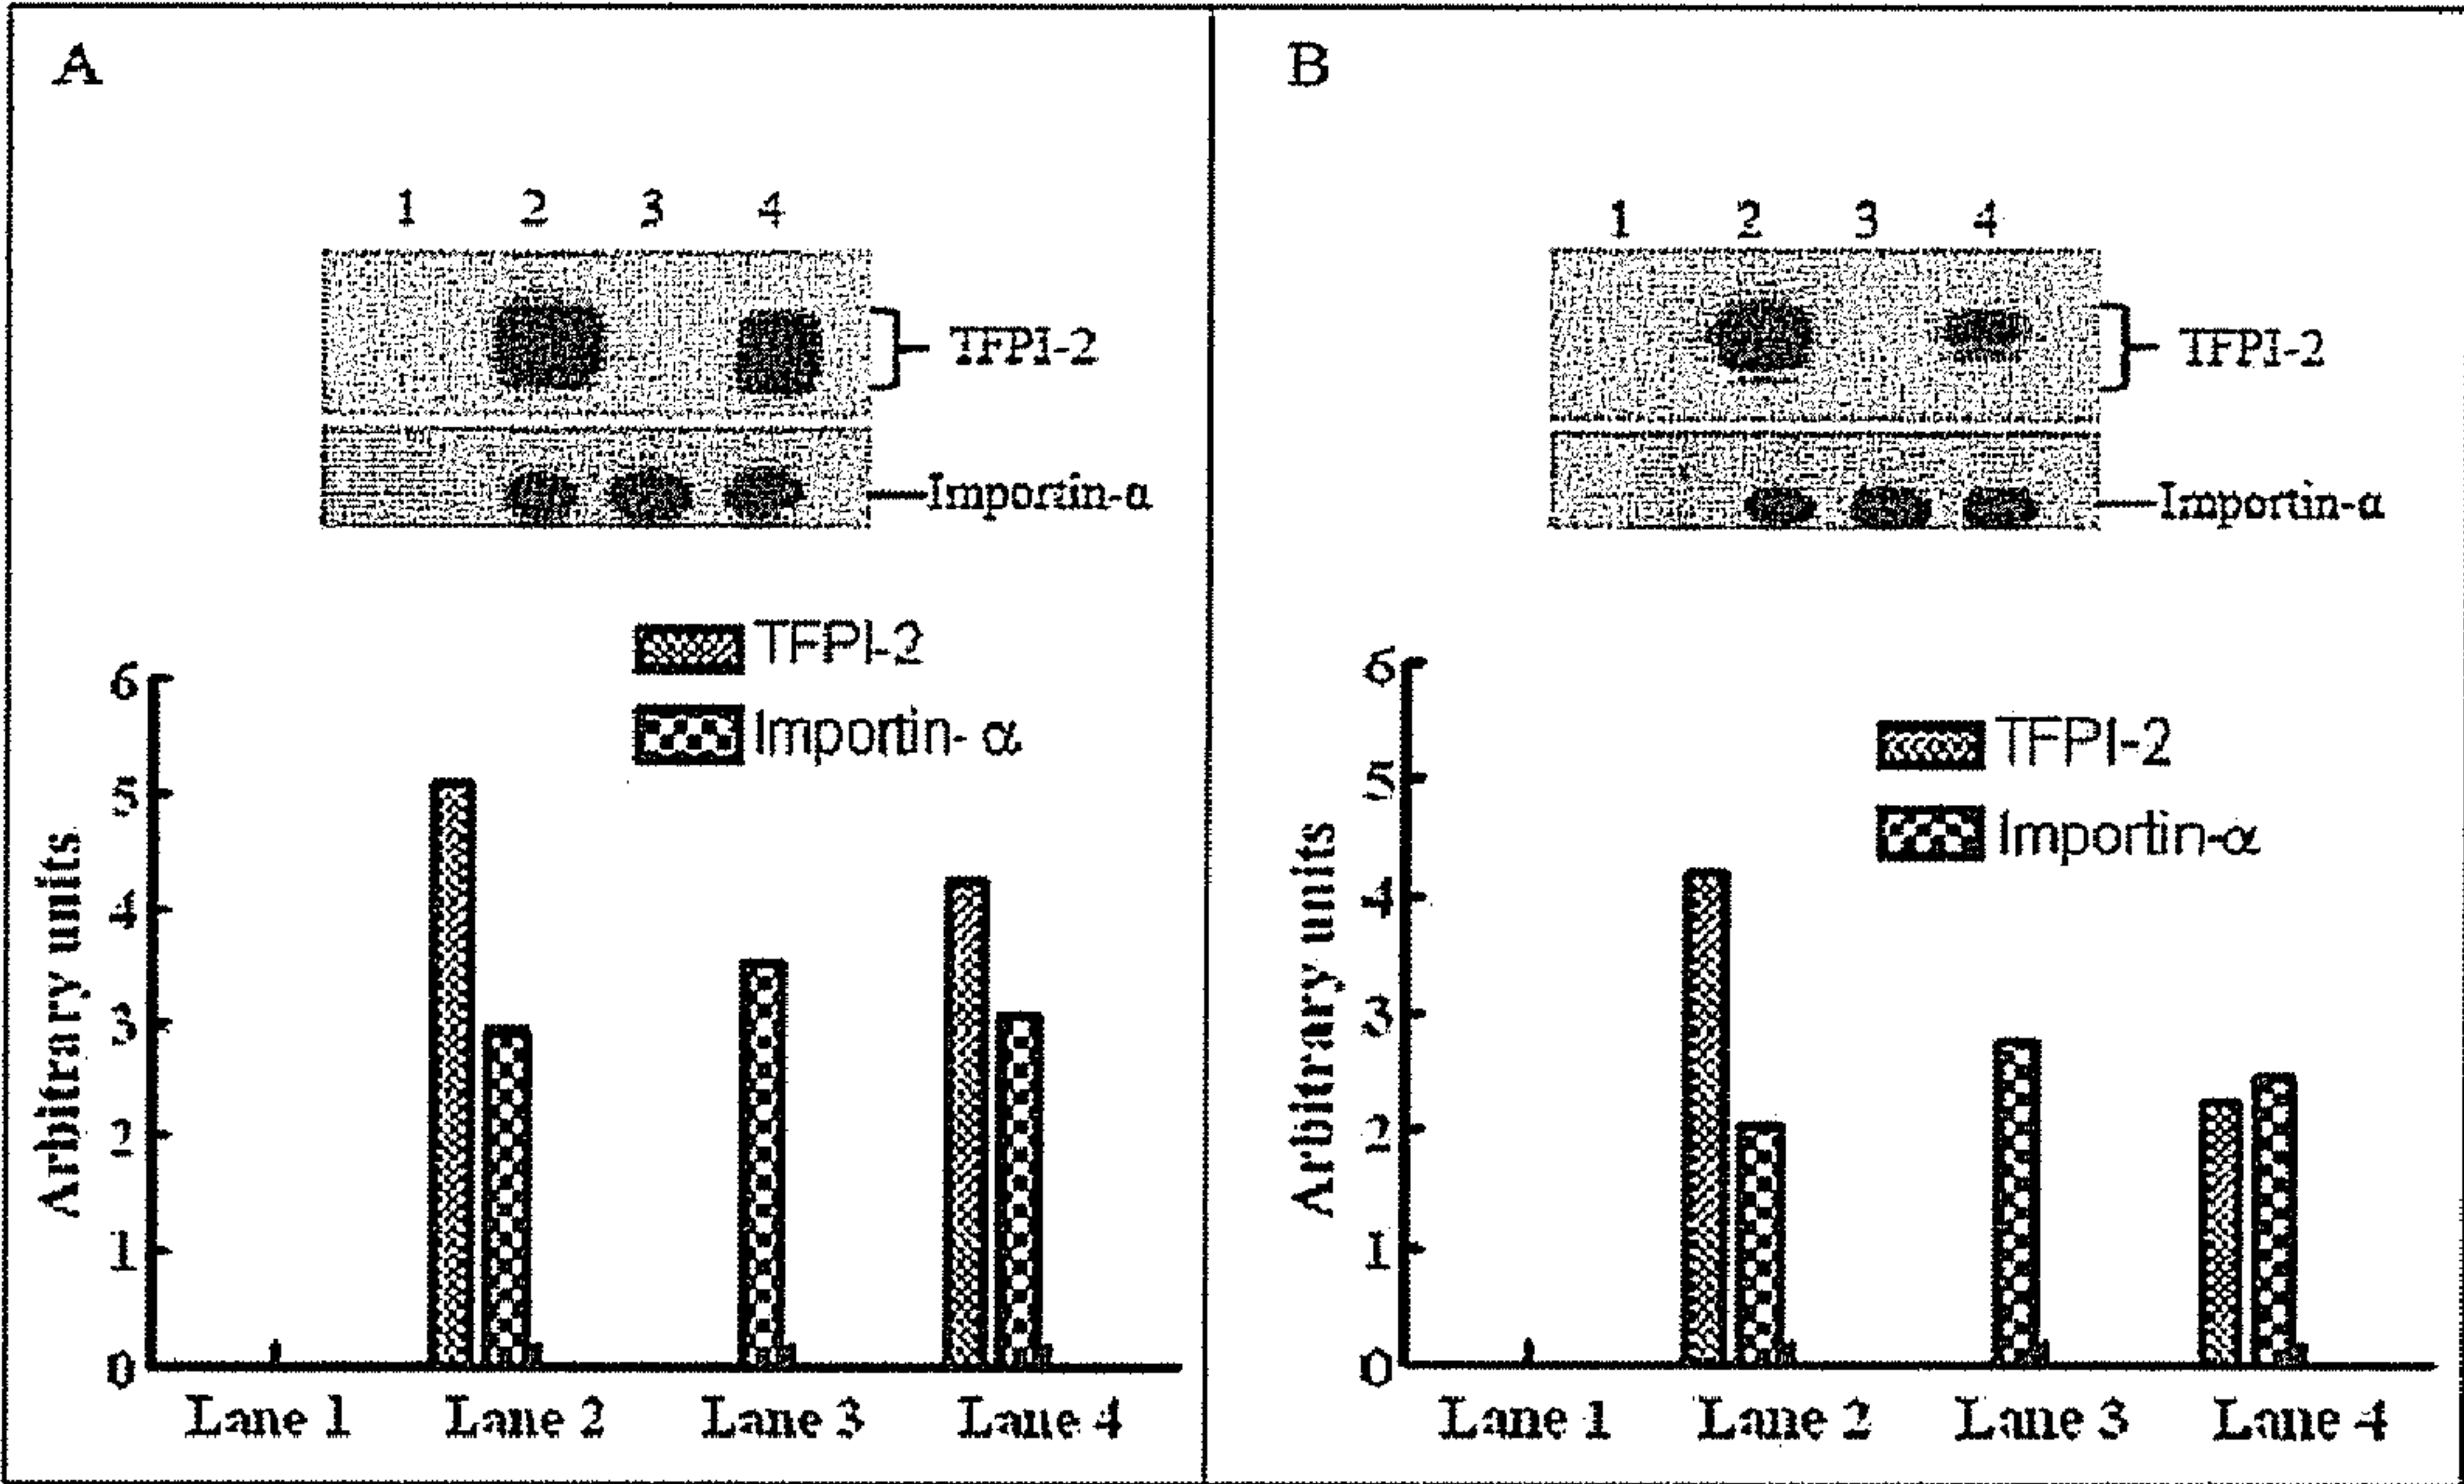 A
1 2 3 4
TFPI-2
Importin-α
TFPI-2
Importin- α
6
5
4
3
2
1
0
Arbitrary units
Lane 1 Lane 2 Lane 3 Lane 4
B
1 2 3 4
TFPI-2
Importin-α
TFPI-2
Importin-α
6
5
4
3
2
1
0
Arbitrary units
Lane 1 Lane 2 Lane 3 Lane 4